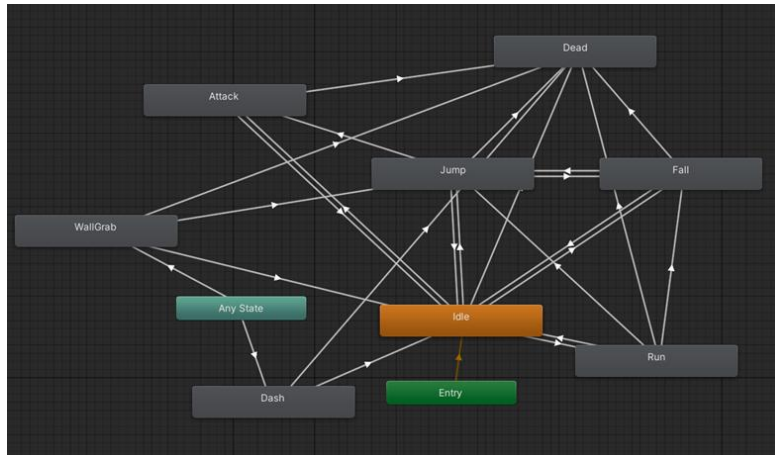 Dead
Attack
Jump
Fall
WallGrab
Any State
Idle
Run
Entry
Dash